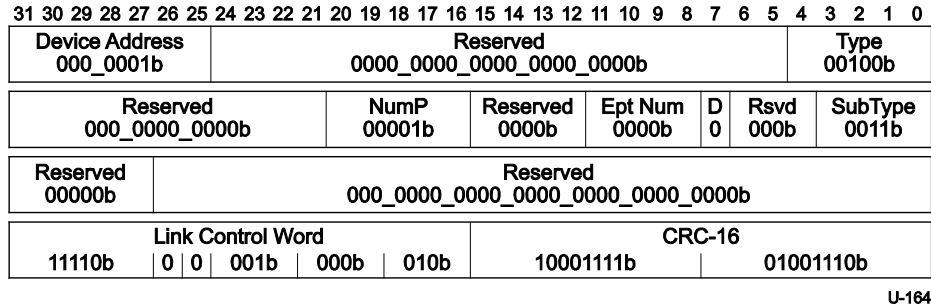 31 30 29 28 27 26 25 24 23 22 21 20 19 18 17 16 15 14 13 12 11 10 9 8 7 6 5 4 3 2 1 0
Device Address Reserved Type
000_0001b 0000_0000_0000_0000_0000b 00100b
Reserved NumP Reserved Ept Num D Rsvd SubType
000_0000_0000b 00001b 0000b 0000b 0 000b 0011b
Reserved Reserved
00000b 000_0000_0000_0000_0000_0000_0000b
Link Control Word CRC-16
11110b 0 0 001b 000b 010b 10001111b 01001110b
U-164